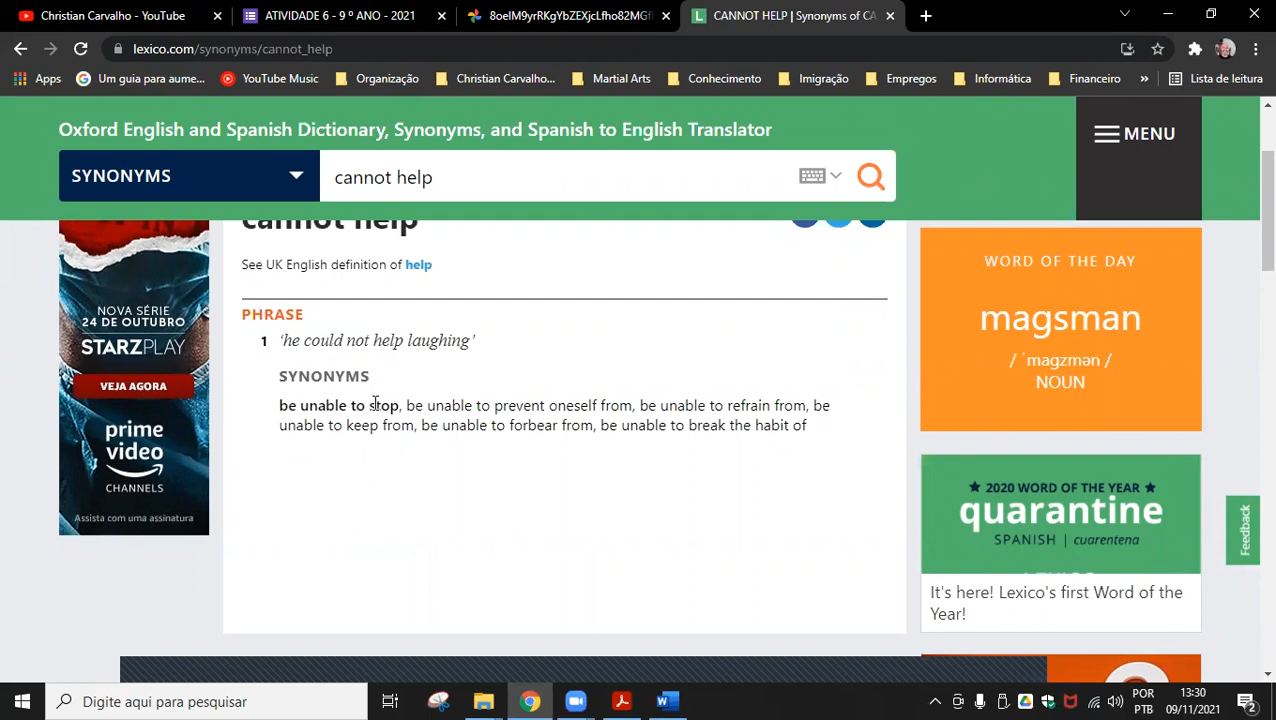 Christian Carvalho - YouTube
ATIVIDADE 6 - 9 º ANO - 2021
8oeIM9yrRKgYbZEXjcLfho82MGf
CANNOT HELP | Synonyms of CA
lexico.com/synonyms/cannot_help
Apps
Um guia para aume...
YouTube Music
Organização
Christian Carvalho...
Martial Arts
Conhecimento
Imigração
Empregos
Informática
Financeiro
»
Lista de leitura
Oxford English and Spanish Dictionary, Synonyms, and Spanish to English Translator
SYNONYMS
cannot help
MENU
cannot help
See UK English definition of help
PHRASE
1 ‘he could not help laughing’
SYNONYMS
be unable to stop, be unable to prevent oneself from, be unable to refrain from, be
unable to keep from, be unable to forbear from, be unable to break the habit of
NOVA SÉRIE
24 DE OUTUBRO
STARZPLAY
VEJA AGORA
prime
video
CHANNELS
Assista com uma assinatura
WORD OF THE DAY
magsman
/ ˈmaɡzmən /
NOUN
★ 2020 WORD OF THE YEAR ★
quarantine
SPANISH | cuarentena
It's here! Lexico's first Word of the
Year!
Feedback
Digite aqui para pesquisar
POR
PTB
13:30
09/11/2021
2